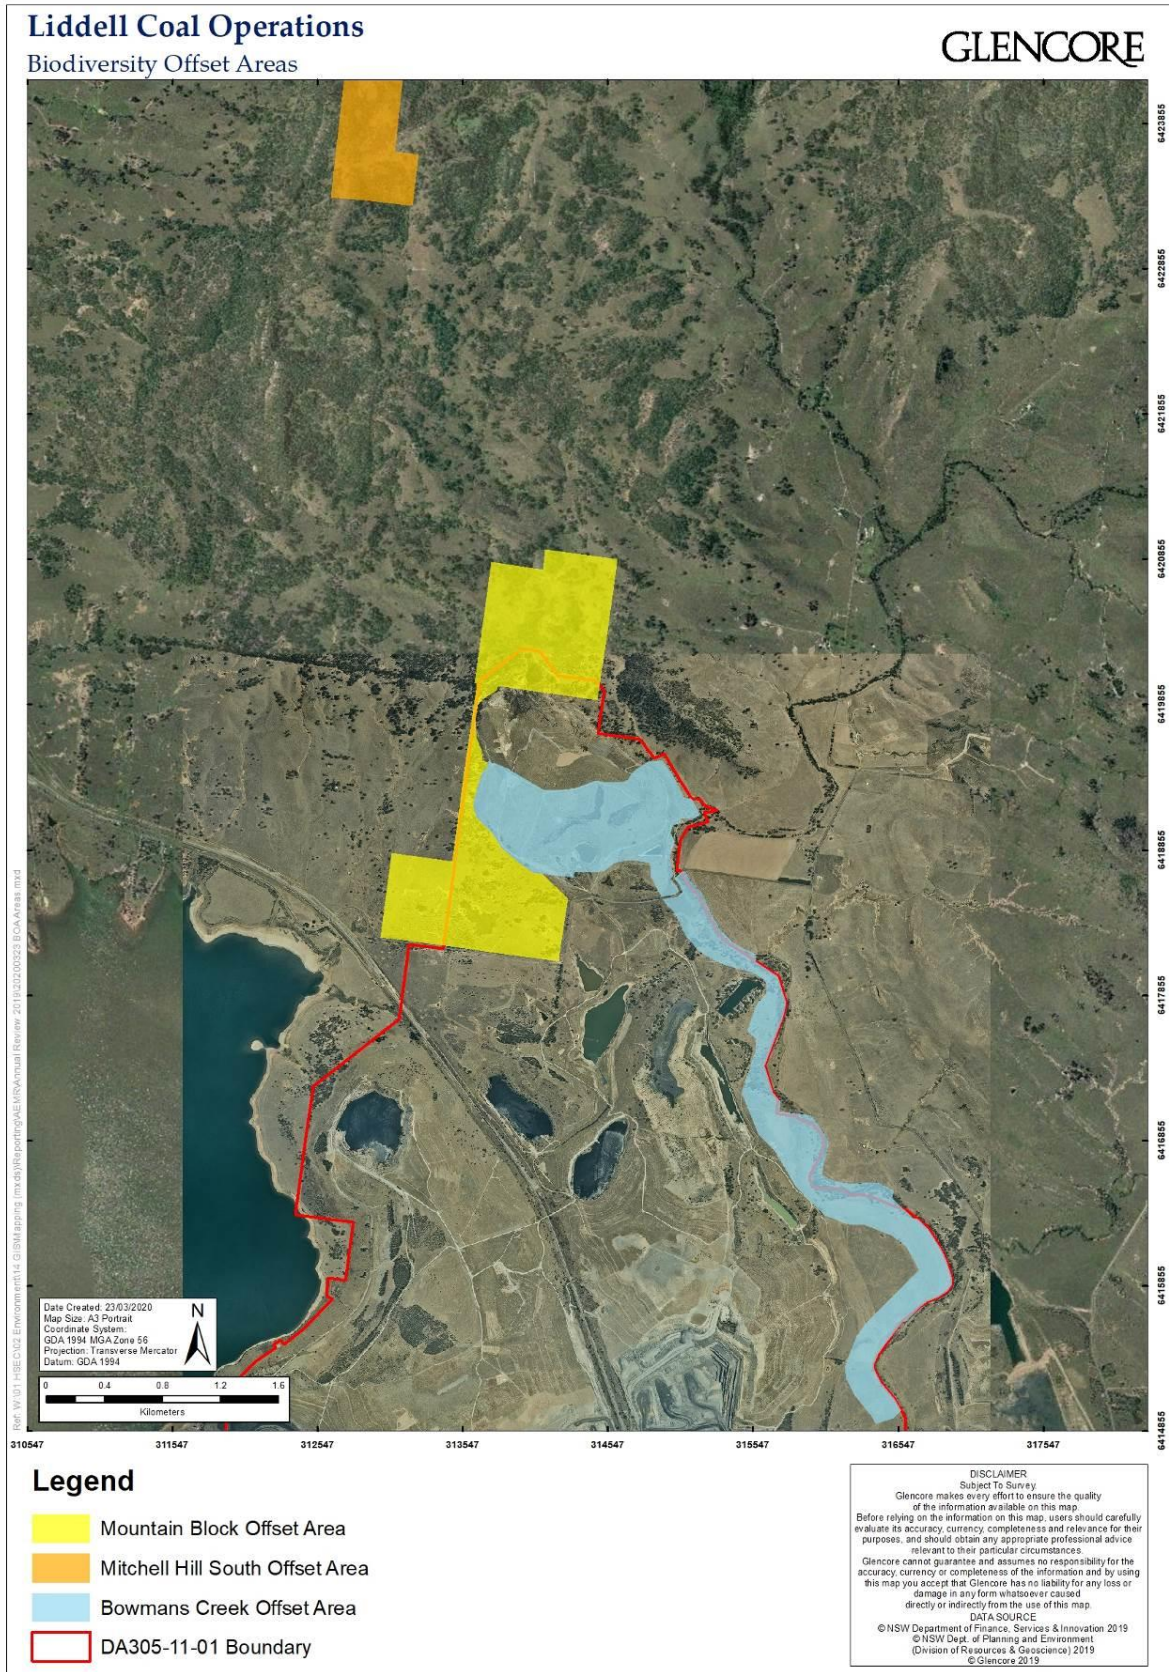 Liddell Coal Operations
Biodiversity Offset Areas
GLENCORE
6423855
6422855
6421855
6420855
6419855
6418855
6417855
6416855
6415855
6414855
Date Created: 23/03/2020
Map Size: A3 Portrait
Coordinate System:
GDA 1994 MGA Zone 56
Projection: Transverse Mercator
Datum: GDA 1994
N
0 0.4 0.8 1.2 1.6
Kilometers
310547 311547 312547 313547 314547 315547 316547 317547
Legend
Mountain Block Offset Area
Mitchell Hill South Offset Area
Bowmans Creek Offset Area
DA305-11-01 Boundary
DISCLAIMER
Subject To Survey
Glencore makes every effort to ensure the quality
of the information available on this map.
Before relying on the information on this map, users should carefully
evaluate its accuracy, currency, completeness and relevance for their
purposes, and should obtain any appropriate professional advice
relevant to their particular circumstances.
Glencore cannot guarantee and assumes no responsibility for the
accuracy, currency or completeness of the information and by using
this map you accept that Glencore has no liability for any loss or
damage in any form whatsoever caused
directly or indirectly from the use of this map.
DATA SOURCE
© NSW Department of Finance, Services & Innovation 2019
© NSW Dept. of Planning and Environment
(Division of Resources & Geoscience) 2019
© Glencore 2019